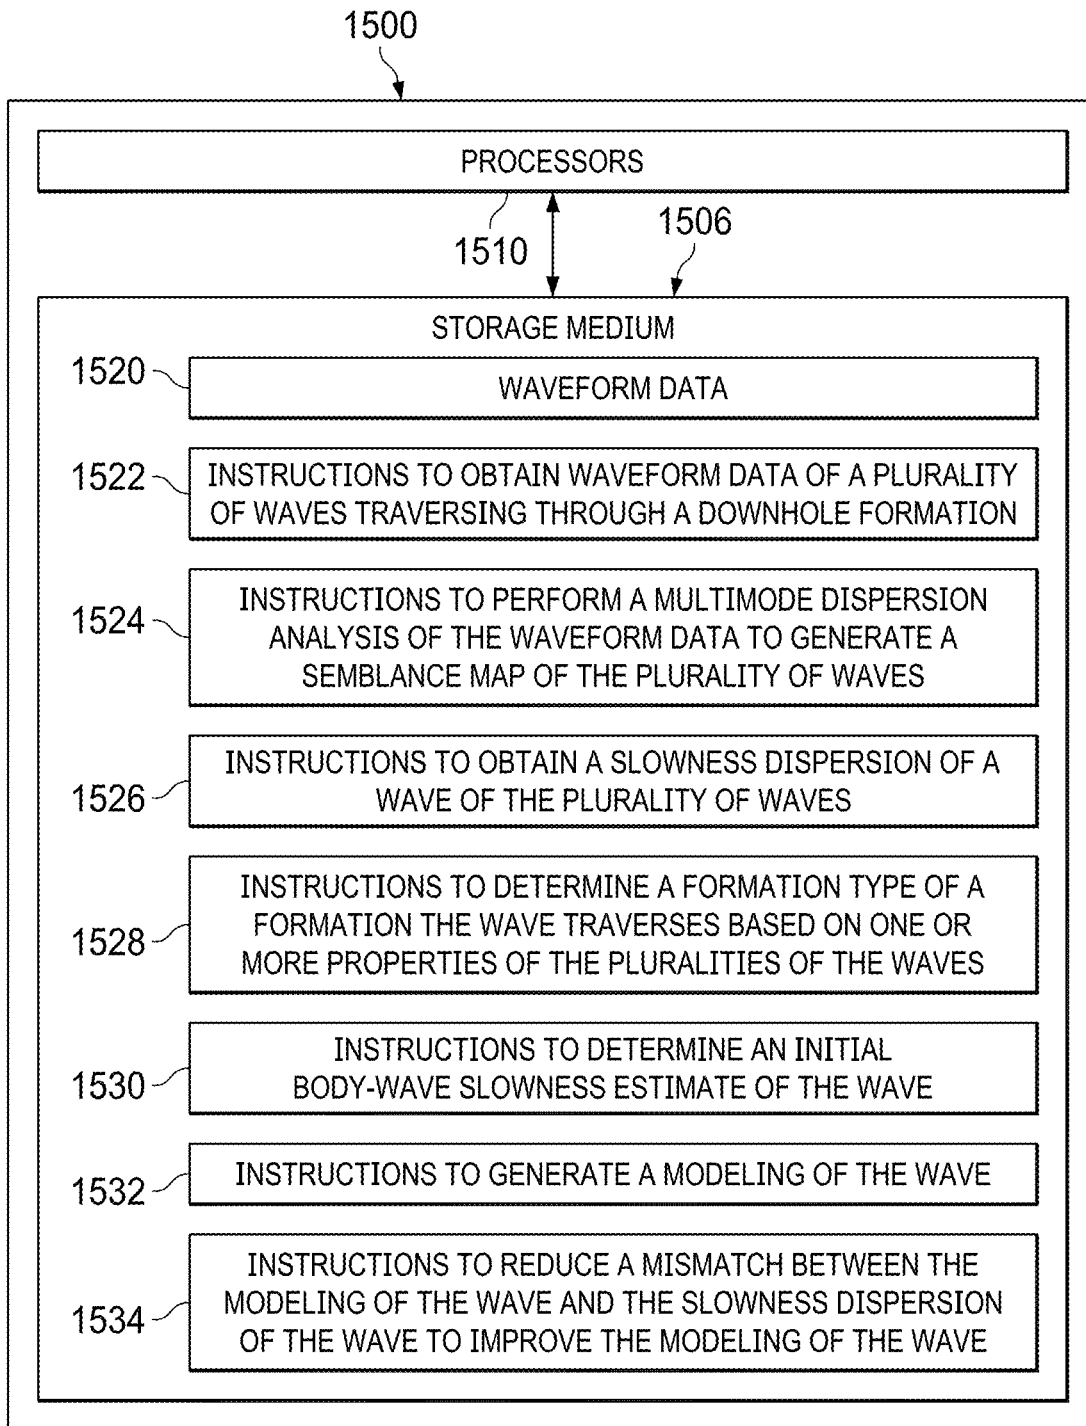 1500
PROCESSORS
1510
1506
STORAGE MEDIUM
1520
WAVEFORM DATA
1522
INSTRUCTIONS TO OBTAIN WAVEFORM DATA OF A PLURALITY
OF WAVES TRAVERSING THROUGH A DOWNHOLE FORMATION
1524
INSTRUCTIONS TO PERFORM A MULTIMODE DISPERSION
ANALYSIS OF THE WAVEFORM DATA TO GENERATE A
SEMBLANCE MAP OF THE PLURALITY OF WAVES
1526
INSTRUCTIONS TO OBTAIN A SLOWNESS DISPERSION OF A
WAVE OF THE PLURALITY OF WAVES
1528
INSTRUCTIONS TO DETERMINE A FORMATION TYPE OF A
FORMATION THE WAVE TRAVERSES BASED ON ONE OR
MORE PROPERTIES OF THE PLURALITIES OF THE WAVES
1530
INSTRUCTIONS TO DETERMINE AN INITIAL
BODY-WAVE SLOWNESS ESTIMATE OF THE WAVE
1532
INSTRUCTIONS TO GENERATE A MODELING OF THE WAVE
1534
INSTRUCTIONS TO REDUCE A MISMATCH BETWEEN THE
MODELING OF THE WAVE AND THE SLOWNESS DISPERSION
OF THE WAVE TO IMPROVE THE MODELING OF THE WAVE